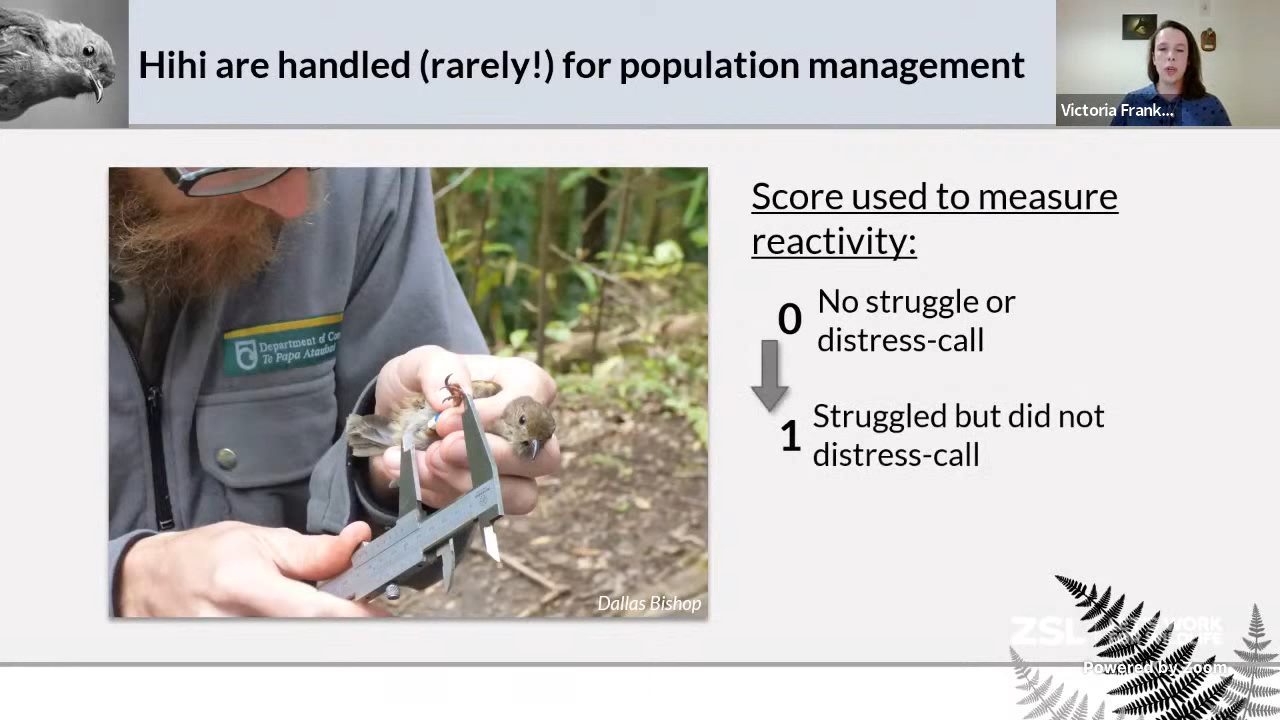 Hihi are handled (rarely!) for population management
Victoria Frank...
Score used to measure
reactivity:
0 No struggle or
distress-call
1 Struggled but did not
distress-call
Department of Con
Te Papa Atawhai
Dallas Bishop
ZSL
Powered by Zoom